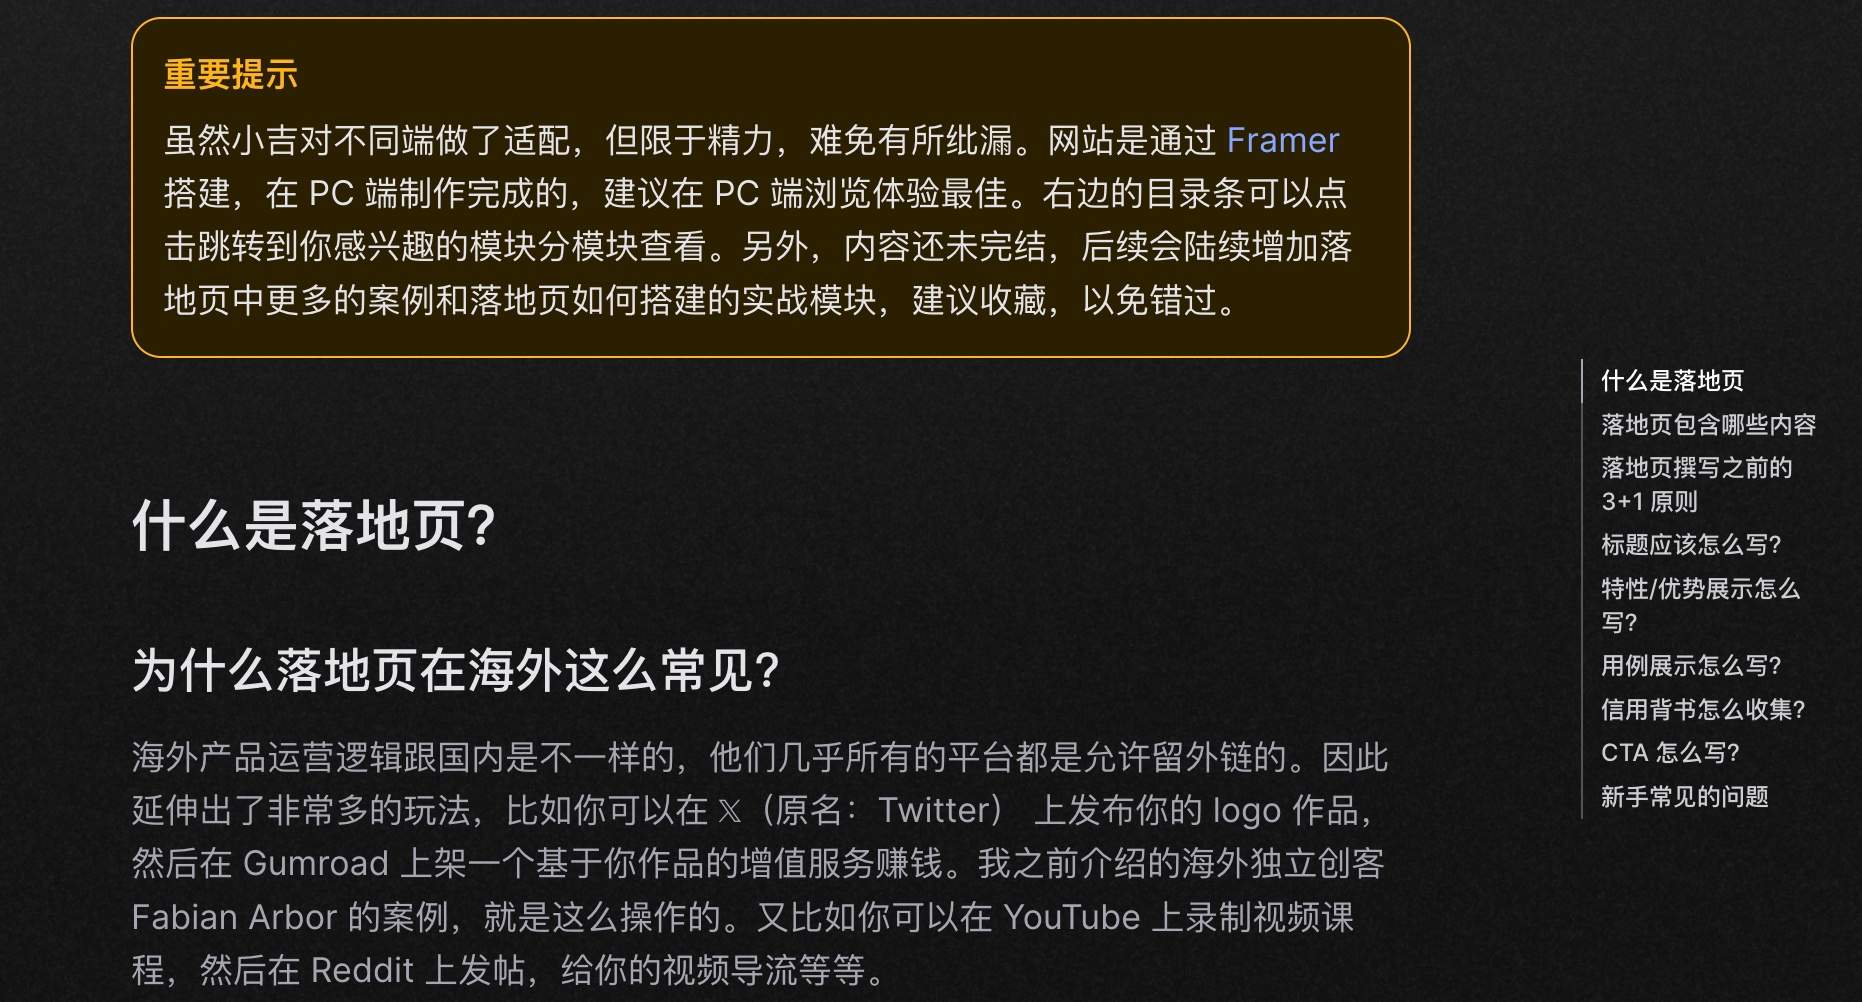 重要提示
虽然小吉对不同端做了适配，但限于精力，难免有所纰漏。网站是通过 Framer
搭建，在 PC 端制作完成的，建议在 PC 端浏览体验最佳。右边的目录条可以点
击跳转到你感兴趣的模块分模块查看。另外，内容还未完结，后续会陆续增加落
地页中更多的案例和落地页如何搭建的实战模块，建议收藏，以免错过。
什么是落地页?
为什么落地页在海外这么常见?
海外产品运营逻辑跟国内是不一样的，他们几乎所有的平台都是允许留外链的。因此
延伸出了非常多的玩法，比如你可以在 𝕏（原名：Twitter） 上发布你的 logo 作品，
然后在 Gumroad 上架一个基于你作品的增值服务赚钱。我之前介绍的海外独立创客
Fabian Arbor 的案例，就是这么操作的。又比如你可以在 YouTube 上录制视频课
程，然后在 Reddit 上发帖，给你的视频导流等等。
什么是落地页
落地页包含哪些内容
落地页撰写之前的
3+1 原则
标题应该怎么写?
特性/优势展示怎么
写?
用例展示怎么写?
信用背书怎么收集?
CTA 怎么写?
新手常见的问题